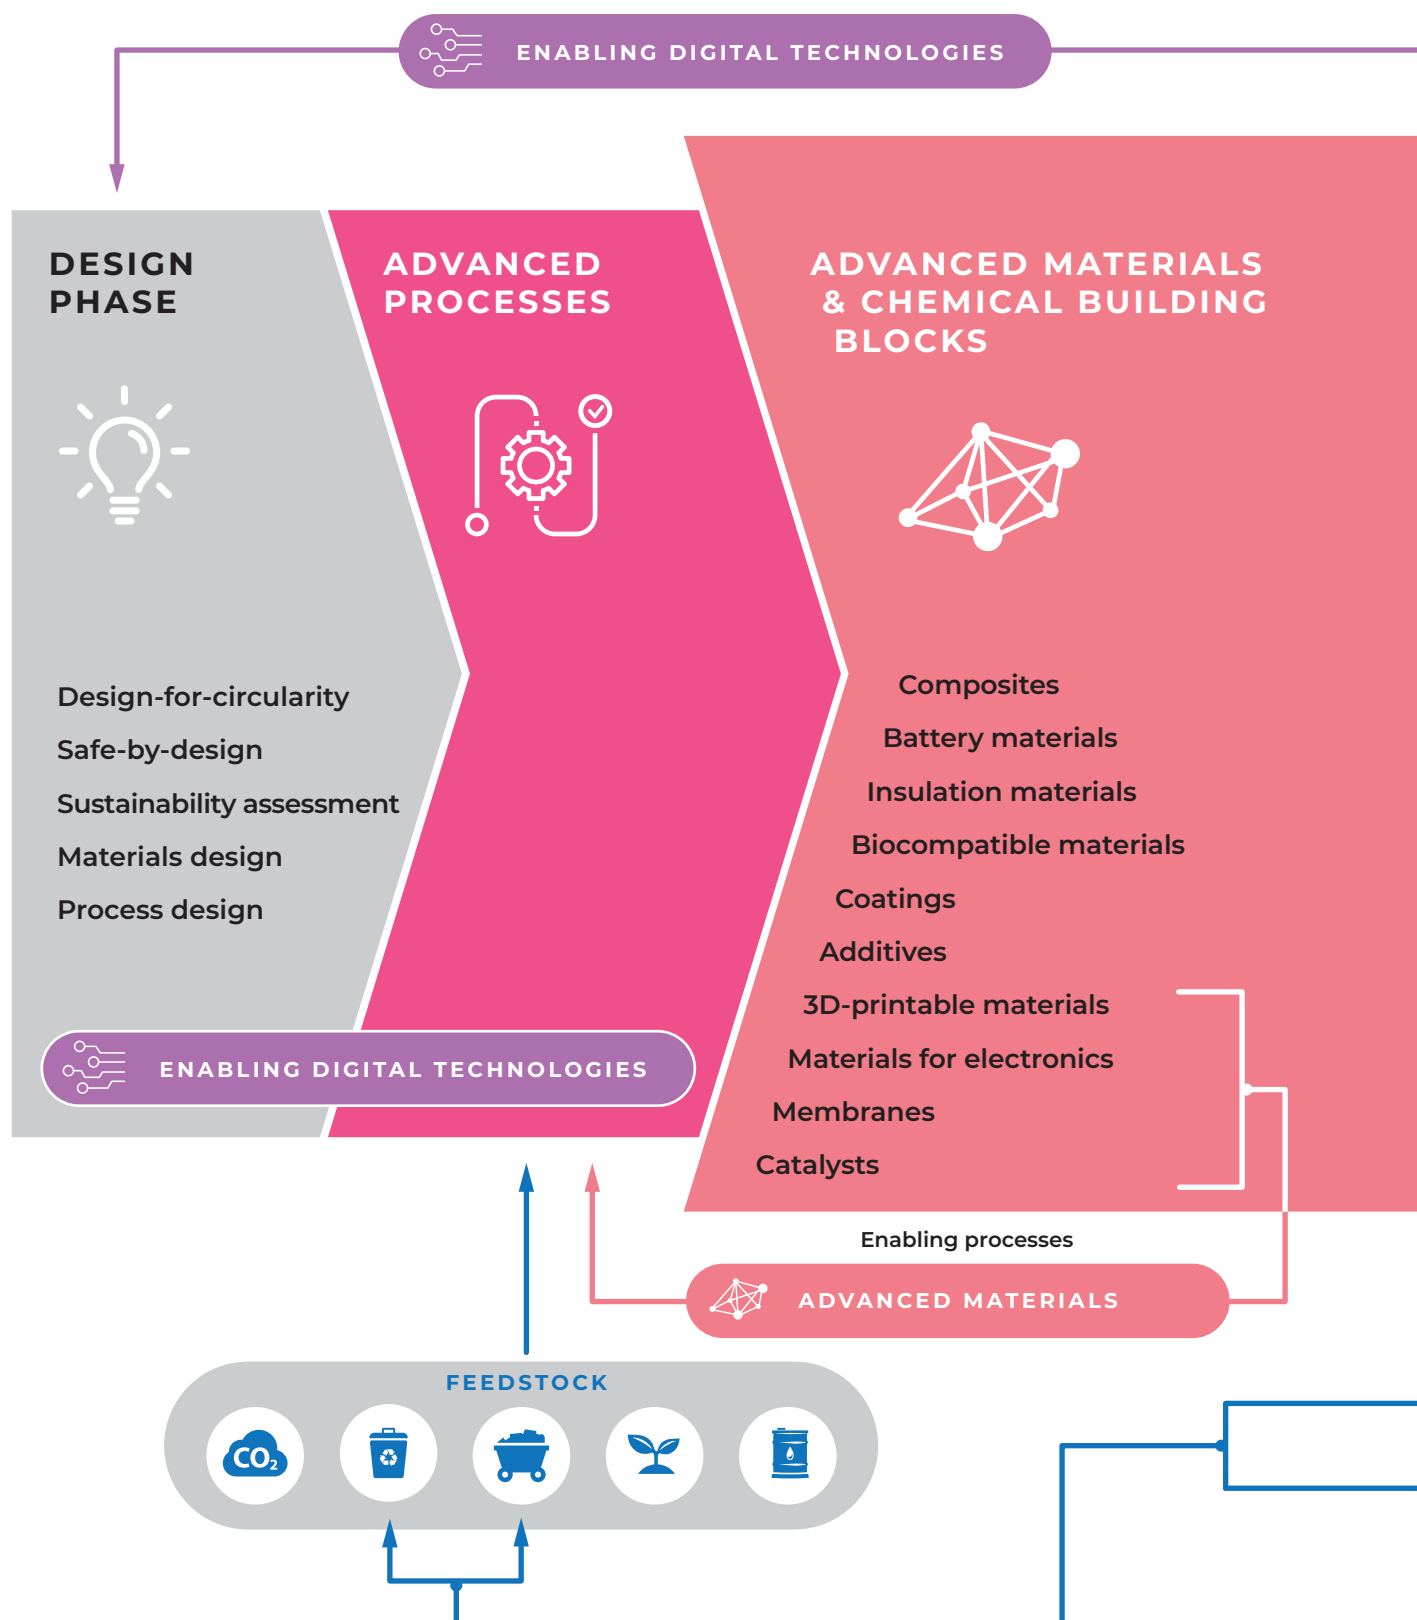 ENABLING DIGITAL TECHNOLOGIES
DESIGN
PHASE
ADVANCED
PROCESSES
ADVANCED MATERIALS
& CHEMICAL BUILDING
BLOCKS
Design-for-circularity
Safe-by-design
Sustainability assessment
Materials design
Process design
Composites
Battery materials
Insulation materials
Biocompatible materials
Coatings
Additives
3D-printable materials
Materials for electronics
Membranes
Catalysts
ENABLING DIGITAL TECHNOLOGIES
Enabling processes
ADVANCED MATERIALS
FEEDSTOCK
CO₂